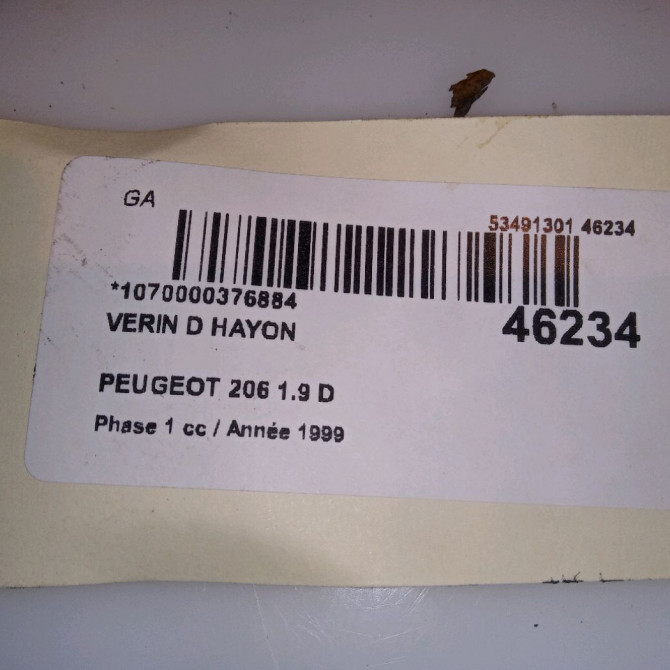 GA
53491301 46234
*1070000376884
VERIN D HAYON
46234
PEUGEOT 206 1.9 D
Phase 1 cc / Année 1999